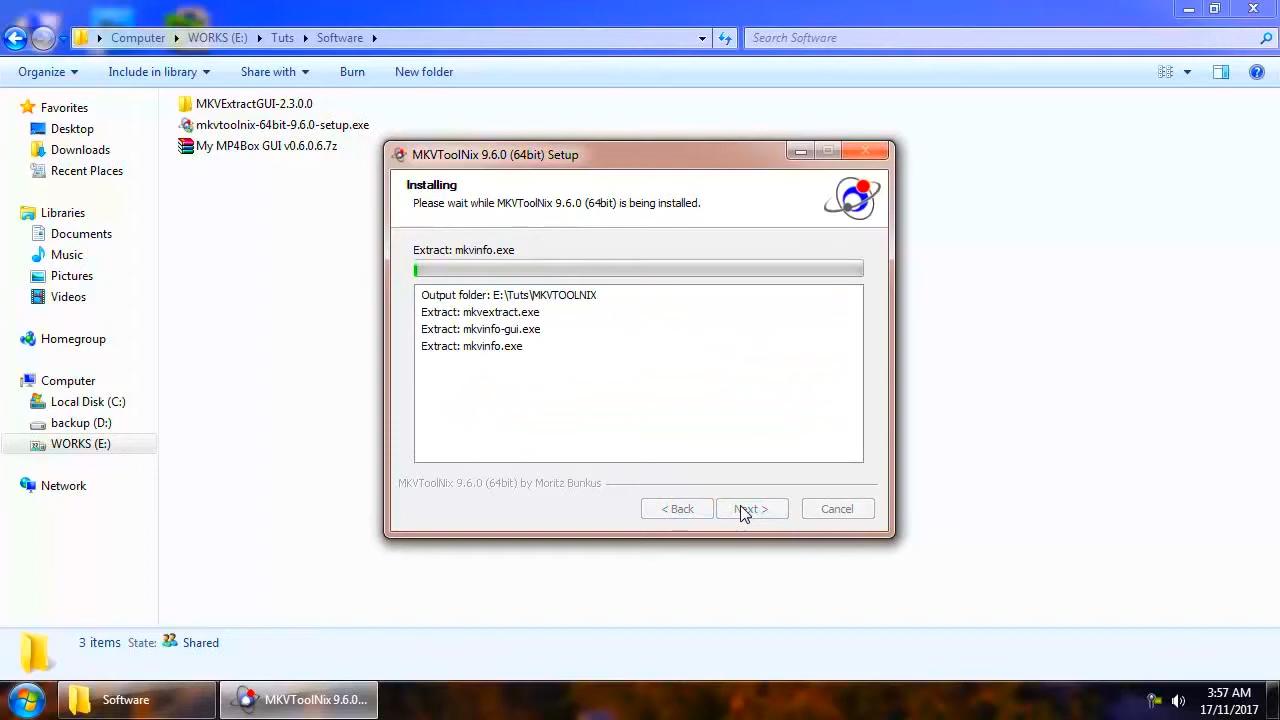 Computer WORKS (E:) Tuts Software Search Software
Organize Include in library Share with Burn New folder
Favorites
Desktop
Downloads
Recent Places
Libraries
Documents
Music
Pictures
Videos
Homegroup
Computer
Local Disk (C:)
backup (D:)
WORKS (E:)
Network
MKVExtractGUI-2.3.0.0
mkvtoolnix-64bit-9.6.0-setup.exe
My MP4Box GUI v0.6.0.6.7z
MKVToolNix 9.6.0 (64bit) Setup
Installing
Please wait while MKVToolNix 9.6.0 (64bit) is being installed.
Extract: mkvinfo.exe
Output folder: E:\Tuts\MKVTOOLNIX
Extract: mkvextract.exe
Extract: mkvinfo-gui.exe
Extract: mkvinfo.exe
MKVToolNix 9.6.0 (64bit) by Moritz Bunkus
< Back Next > Cancel
3 items State: Shared
Software MKVToolNix 9.6.0...
3:57 AM
17/11/2017